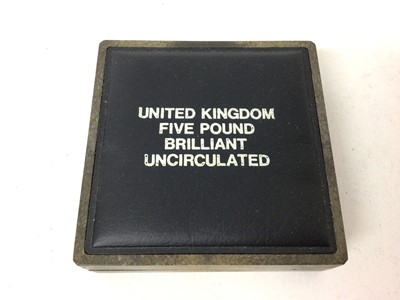 UNITED KINGDOM
FIVE POUND
BRILLIANT
UNCIRCULATED